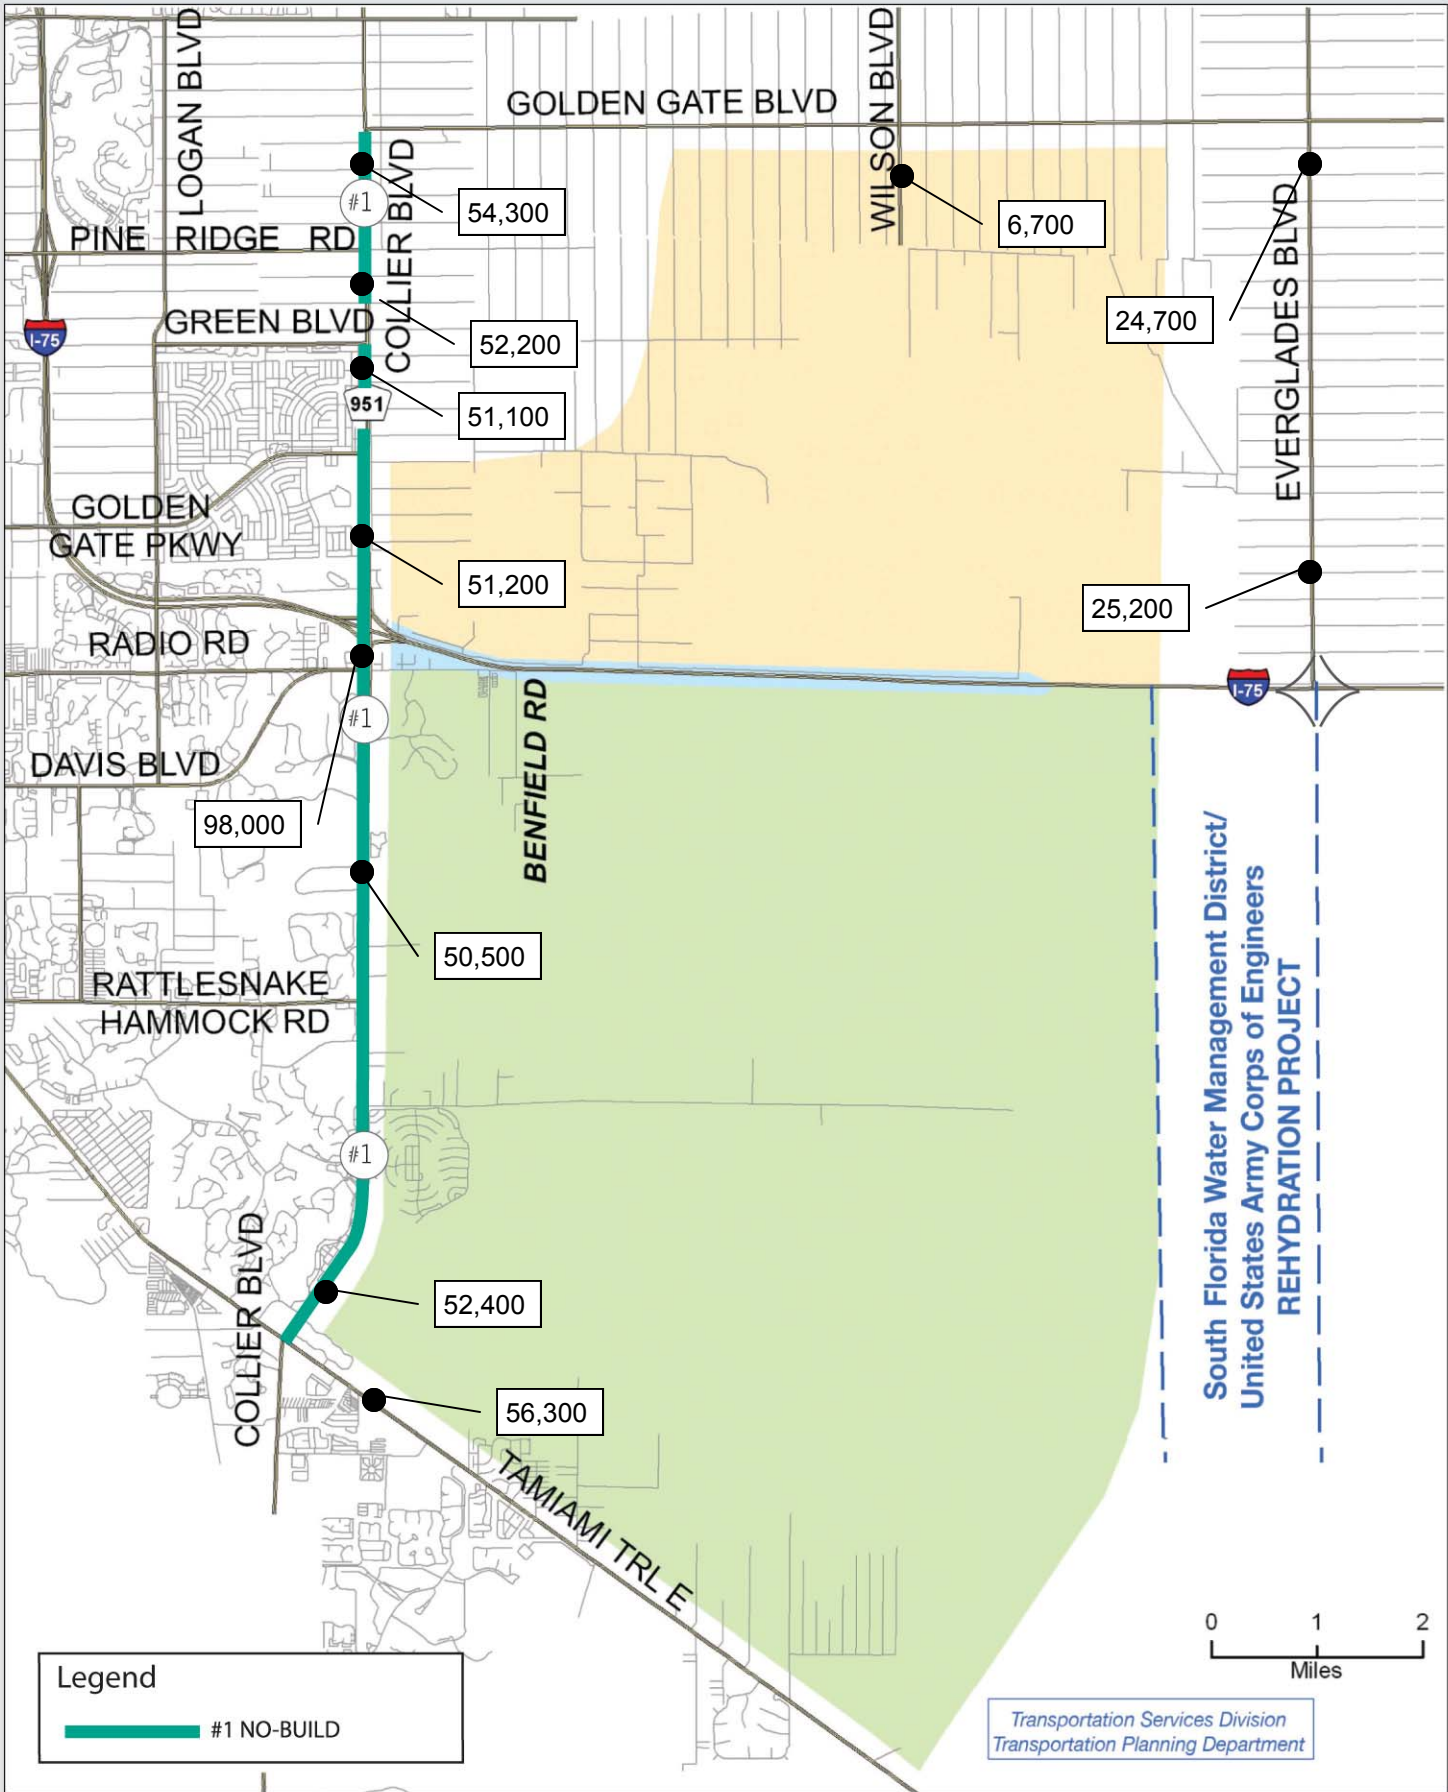 LOGAN BLVD
WILSON BLVD
GOLDEN GATE BLVD
COLLIER BLVD
#1
54,300
6,700
EVERGLADES BLVD
PINE RIDGE RD
24,700
GREEN BLVD
I-75
52,200
951
51,100
GOLDEN
GATE PKWY
51,200
25,200
RADIO RD
BENFIELD RD
I-75
#1
DAVIS BLVD
98,000
50,500
South Florida Water Management District/
United States Army Corps of Engineers
REHYDRATION PROJECT
RATTLESNAKE
HAMMOCK RD
#1
COLLIER BLVD
52,400
56,300
TAMIAMI TRL E
0 1 2
Miles
Legend
#1 NO-BUILD
Transportation Services Division
Transportation Planning Department